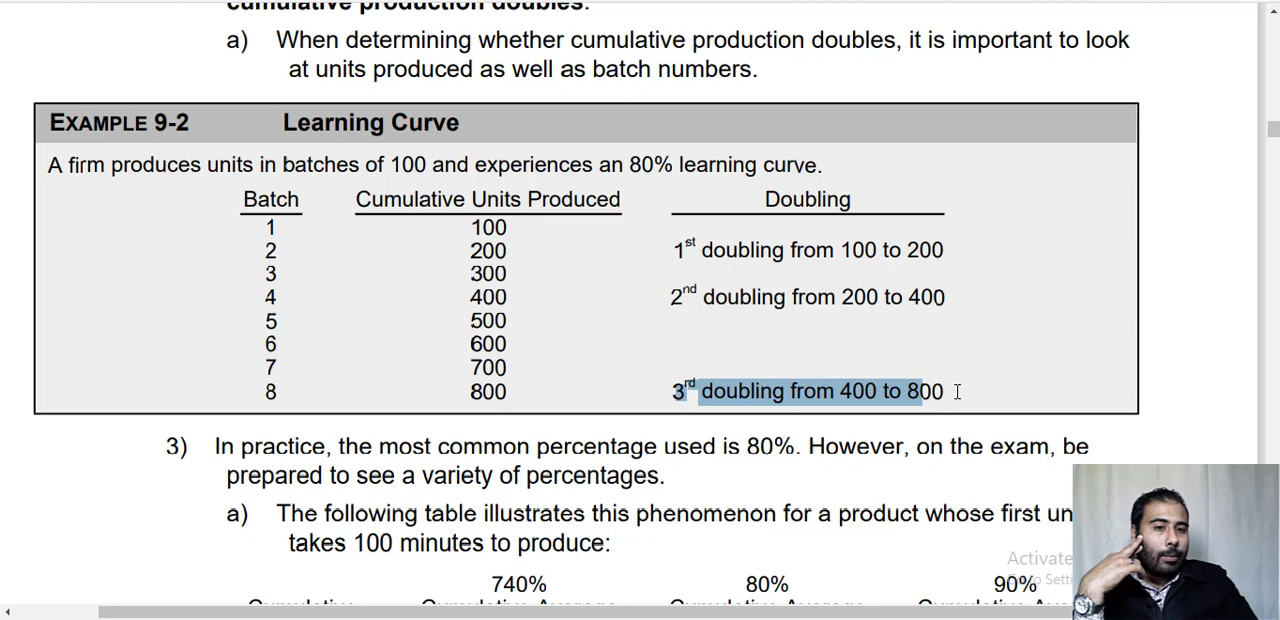 cumulative production doubles.
a) When determining whether cumulative production doubles, it is important to look
at units produced as well as batch numbers.
EXAMPLE 9-2 Learning Curve
A firm produces units in batches of 100 and experiences an 80% learning curve.
Batch Cumulative Units Produced Doubling
1 100
2 200 1st doubling from 100 to 200
3 300
4 400 2nd doubling from 200 to 400
5 500
6 600
7 700
8 800 3rd doubling from 400 to 800
3) In practice, the most common percentage used is 80%. However, on the exam, be
prepared to see a variety of percentages.
a) The following table illustrates this phenomenon for a product whose first un
takes 100 minutes to produce:
Activate
740% 80% 90%
Cumulative Cumulative Average Cumulative Average Cumulative